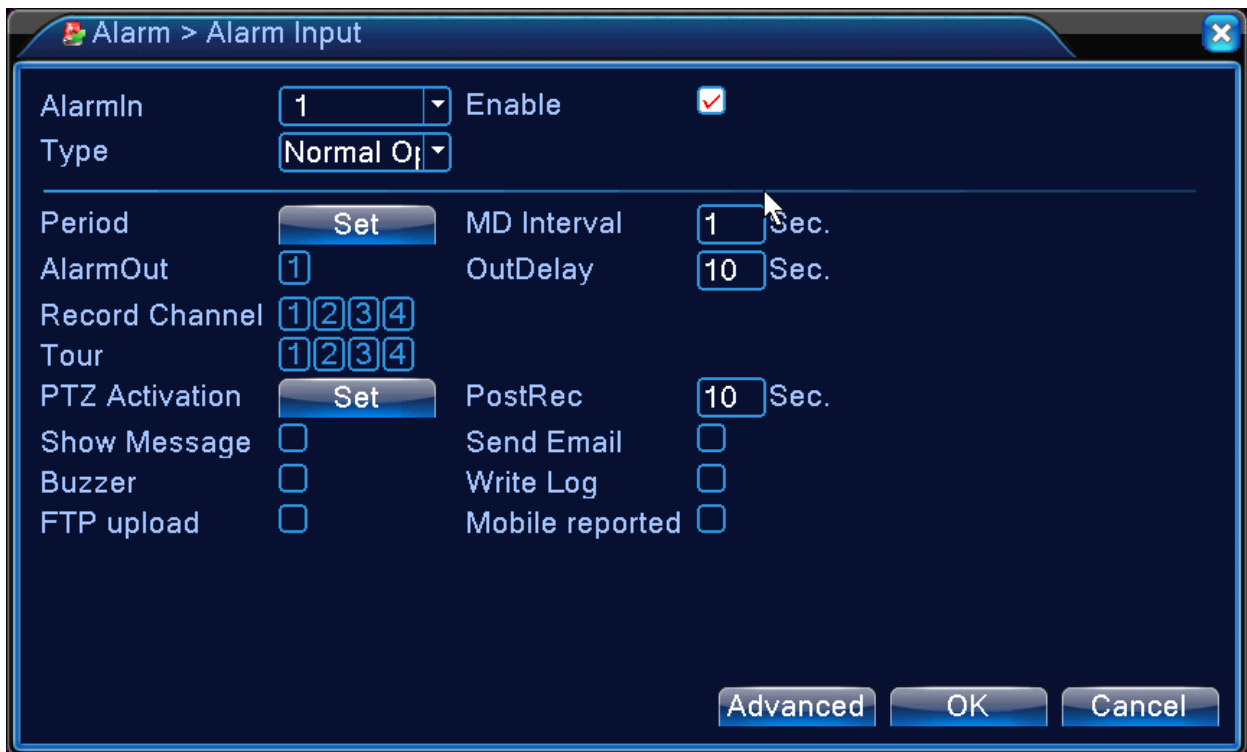 Alarm > Alarm Input
AlarmIn 1 Enable
Type Normal Op
Period Set MD Interval 1 Sec.
AlarmOut 1 OutDelay 10 Sec.
Record Channel 1 2 3 4
Tour 1 2 3 4
PTZ Activation Set PostRec 10 Sec.
Show Message Send Email
Buzzer Write Log
FTP upload Mobile reported
Advanced OK Cancel